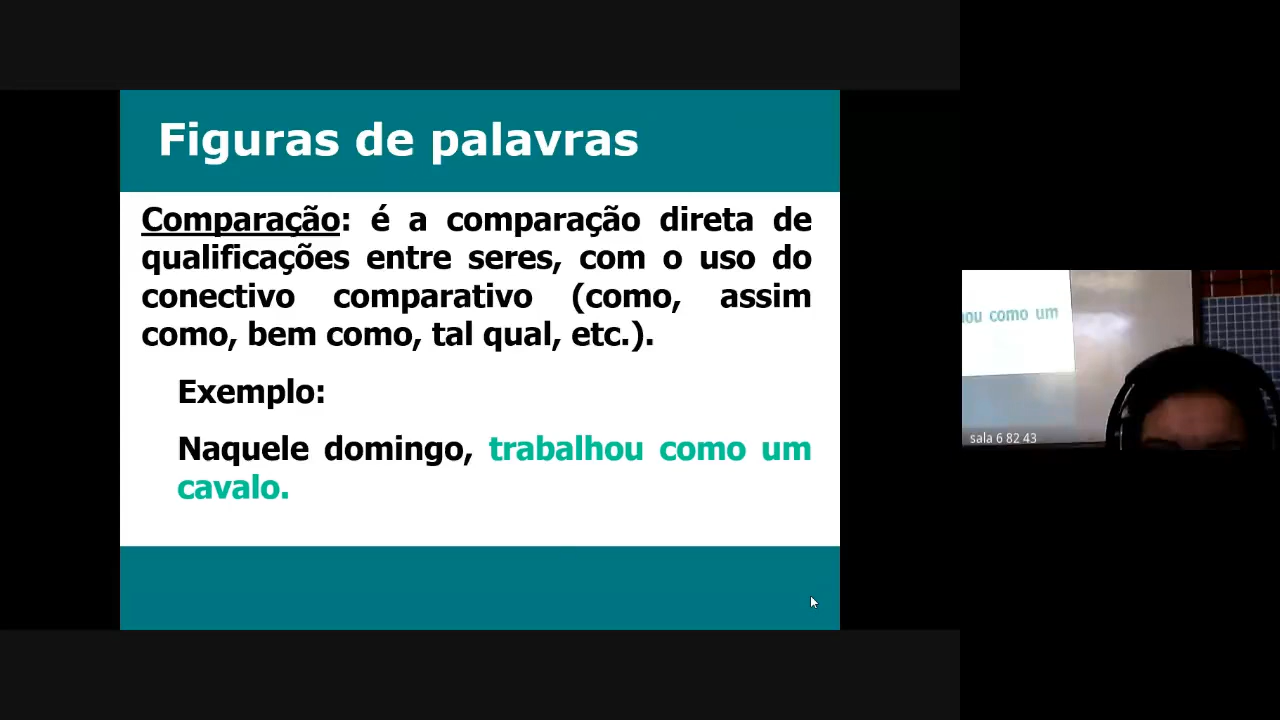 Figuras de palavras
Comparação: é a comparação direta de
qualificações entre seres, com o uso do
conectivo comparativo (como, assim
como, bem como, tal qual, etc.).
Exemplo:
Naquele domingo, trabalhou como um
cavalo.
como um
sala 6 82 43